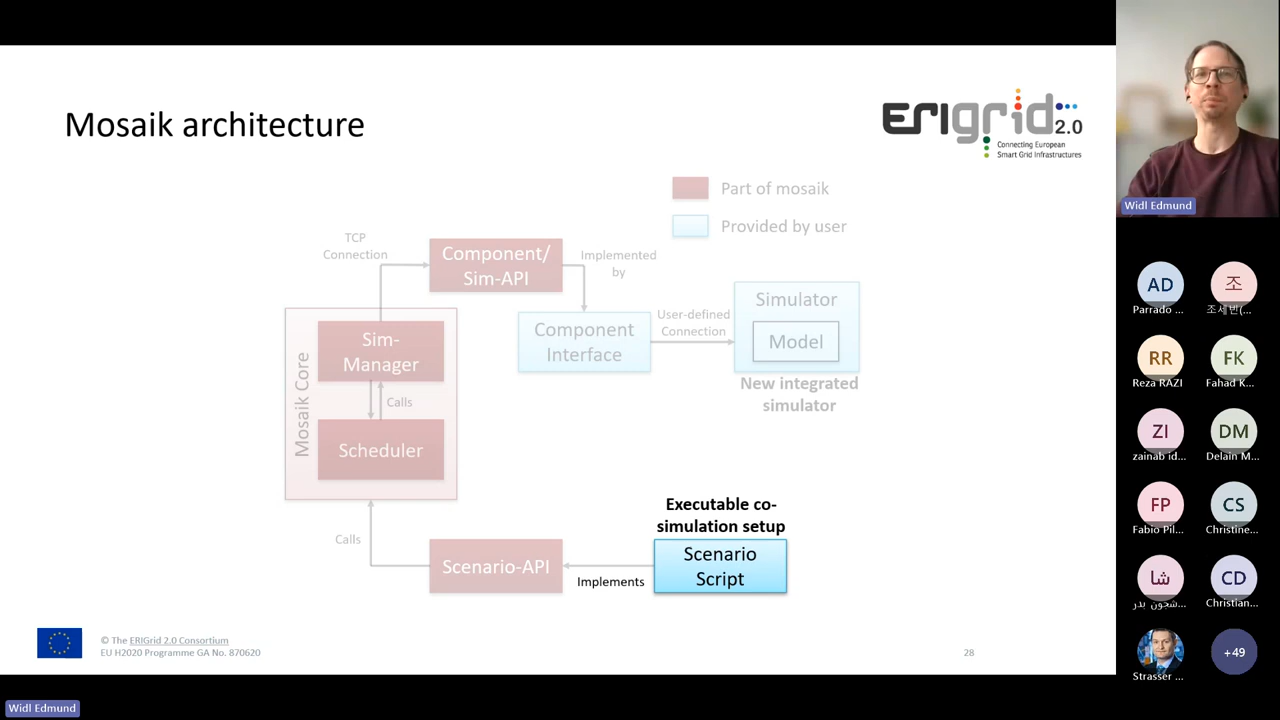 Mosaik architecture
ERIgrid2.0
Connecting European
Smart Grid Infrastructures
Part of mosaik
Provided by user
TCP
Connection
Component/
Sim-API
Implemented
by
Component
Interface
User-defined
Connection
Simulator
Model
New integrated
simulator
Mosaik Core
Sim-
Manager
Calls
Scheduler
Calls
Scenario-API
Implements
Executable co-
simulation setup
Scenario
Script
© The ERIGrid 2.0 Consortium
EU H2020 Programme GA No. 870620
28
Widl Edmund
AD
Parrado ...
조
조세빈(...
RR
Reza RAZI
FK
Fahad K...
ZI
zainab id...
DM
Delain M...
FP
Fabio Pil...
CS
Christine...
شا
شجون بدر...
CD
Christian...
Strasser ...
+49
Widl Edmund